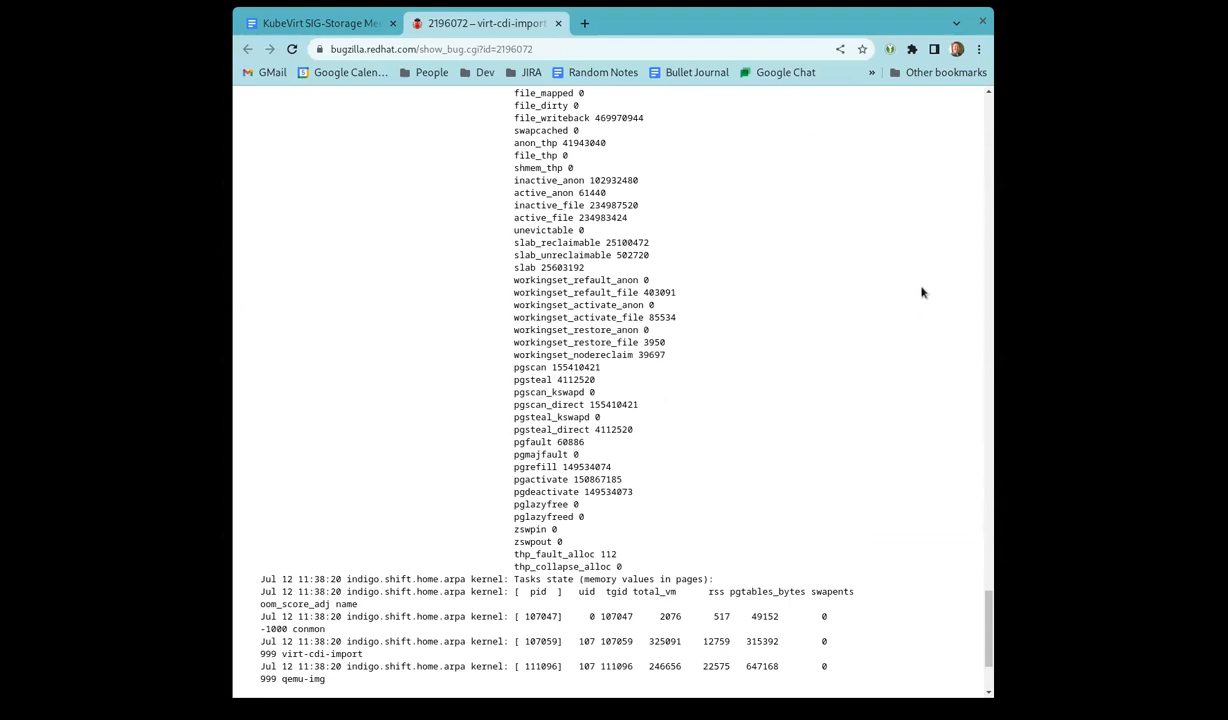 KubeVirt SIG-Storage Me
2196072 – virt-cdi-import
bugzilla.redhat.com/show_bug.cgi?id=2196072
GMail
Google Calen…
People
Dev
JIRA
Random Notes
Bullet Journal
Google Chat
»
Other bookmarks
file_mapped 0
file_dirty 0
file_writeback 469970944
swapcached 0
anon_thp 41943040
file_thp 0
shmem_thp 0
inactive_anon 102932480
active_anon 61440
inactive_file 234987520
active_file 234983424
unevictable 0
slab_reclaimable 25100472
slab_unreclaimable 502720
slab 25603192
workingset_refault_anon 0
workingset_refault_file 403091
workingset_activate_anon 0
workingset_activate_file 85534
workingset_restore_anon 0
workingset_restore_file 3950
workingset_nodereclaim 39697
pgscan 155410421
pgsteal 4112520
pgscan_kswapd 0
pgscan_direct 155410421
pgsteal_kswapd 0
pgsteal_direct 4112520
pgfault 60886
pgmajfault 0
pgrefill 149534074
pgactivate 150867185
pgdeactivate 149534073
pglazyfree 0
pglazyfreed 0
zswpin 0
zswpout 0
thp_fault_alloc 112
thp_collapse_alloc 0
Jul 12 11:38:20 indigo.shift.home.arpa kernel: Tasks state (memory values in pages):
Jul 12 11:38:20 indigo.shift.home.arpa kernel: [  pid  ]   uid  tgid total_vm      rss pgtables_bytes swapents
oom_score_adj name
Jul 12 11:38:20 indigo.shift.home.arpa kernel: [ 107047]     0 107047     2076      517    49152        0
-1000 conmon
Jul 12 11:38:20 indigo.shift.home.arpa kernel: [ 107059]   107 107059   325091    12759   315392        0
999 virt-cdi-import
Jul 12 11:38:20 indigo.shift.home.arpa kernel: [ 111096]   107 111096   246656    22575   647168        0
999 qemu-img